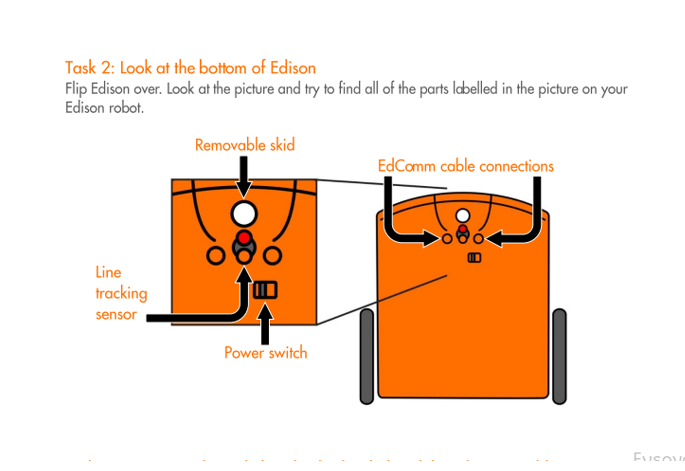 Task 2: Look at the bottom of Edison
Flip Edison over. Look at the picture and try to find all of the parts labelled in the picture on your
Edison robot.
Removable skid
EdComm cable connections
Line
tracking
sensor
Power switch